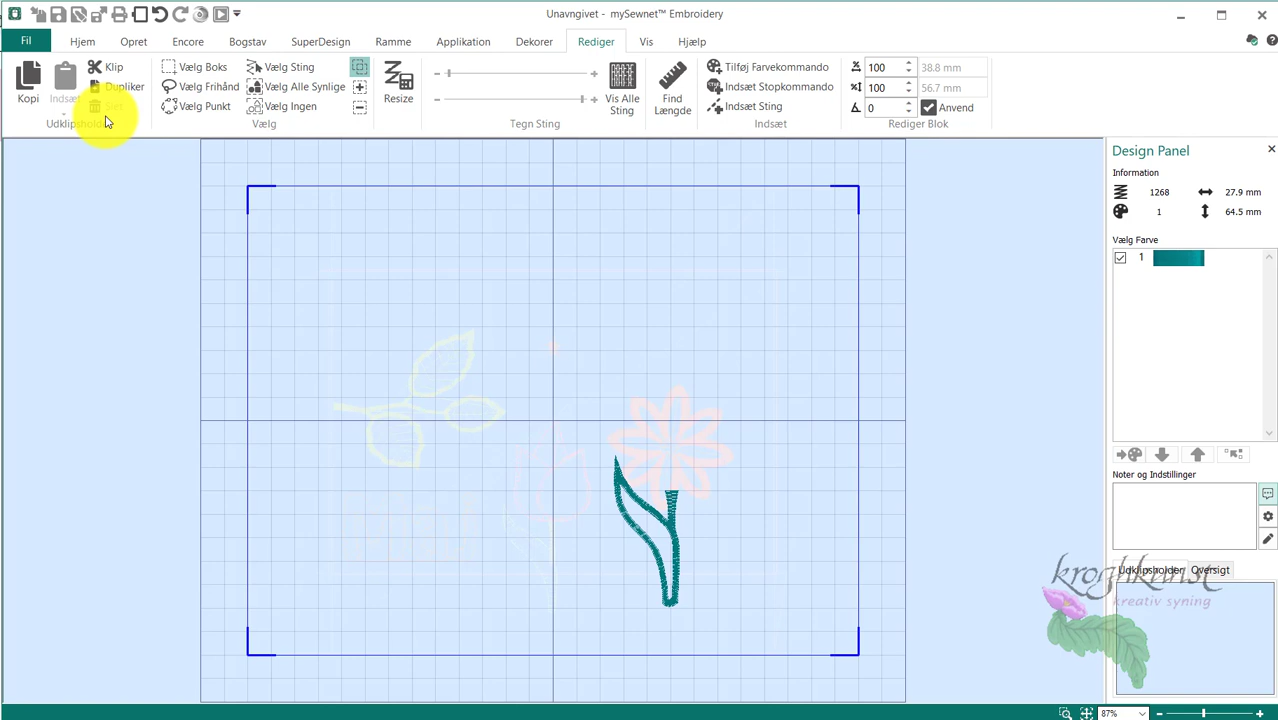 Unavngivet - mySewnet™ Embroidery
Fil Hjem Opret Encore Bogstav SuperDesign Ramme Applikation Dekorer Rediger Vis Hjælp
Kopi Indsæt Klip Dupliker Slet
Udklipsholder
Vælg Boks Vælg Sting
Vælg frihånd Vælg Alle Synlige
Vælg Punkt Vælg Ingen
Vælg
Resize
Vis Alle Sting
Tegn Sting
Find Længde
Tilføj Farvekommando
Indsæt Stopkommando
Indsæt Sting
Indsæt
100 38.8 mm
100 56.7 mm
0 Anvend
Rediger Blok
Design Panel
Information
1268 27.9 mm
1 64.5 mm
Vælg Farve
1
Noter og Indstillinger
Udklipsholder Oversigt
kroghkunst
kreativ syning
87%